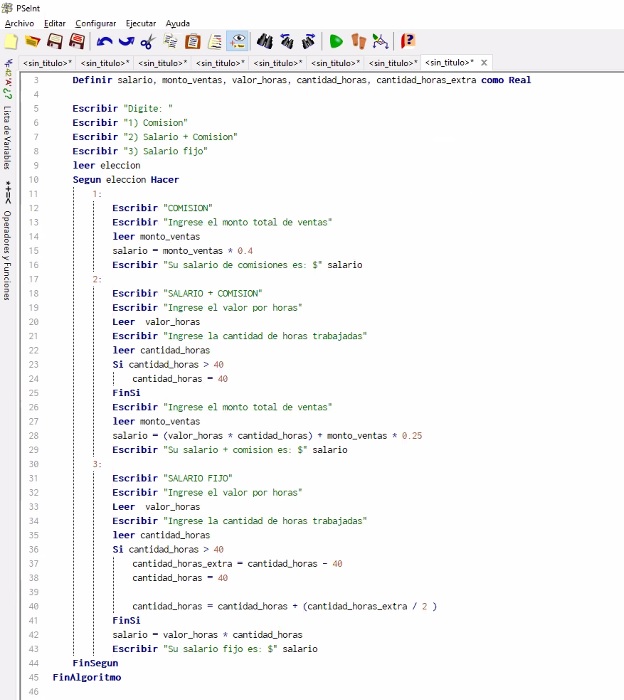 PSeInt
Archivo Editar Configurar Ejecutar Ayuda
<sin_titulo>* <sin_titulo>* <sin_titulo>* <sin_titulo>* <sin_titulo>* <sin_titulo>* <sin_titulo>* <sin_titulo>* X
Lista de Variables
Operadores y Funciones
3 Definir salario, monto_ventas, valor_horas, cantidad_horas, cantidad_horas_extra como Real
4
5 Escribir "Digite: "
6 Escribir "1) Comision"
7 Escribir "2) Salario + Comision"
8 Escribir "3) Salario fijo"
9 leer eleccion
10 Segun eleccion Hacer
11 1:
12 Escribir "COMISION"
13 Escribir "Ingrese el monto total de ventas"
14 leer monto_ventas
15 salario = monto_ventas * 0.4
16 Escribir "Su salario de comisiones es: $" salario
17 2:
18 Escribir "SALARIO + COMISION"
19 Escribir "Ingrese el valor por horas"
20 Leer valor_horas
21 Escribir "Ingrese la cantidad de horas trabajadas"
22 leer cantidad_horas
23 Si cantidad_horas > 40
24 cantidad_horas = 40
25 FinSi
26 Escribir "Ingrese el monto total de ventas"
27 leer monto_ventas
28 salario = (valor_horas * cantidad_horas) + monto_ventas * 0.25
29 Escribir "Su salario + comision es: $" salario
30 3:
31 Escribir "SALARIO FIJO"
32 Escribir "Ingrese el valor por horas"
33 Leer valor_horas
34 Escribir "Ingrese la cantidad de horas trabajadas"
35 leer cantidad_horas
36 Si cantidad_horas > 40
37 cantidad_horas_extra = cantidad_horas - 40
38 cantidad_horas = 40
39
40 cantidad_horas = cantidad_horas + (cantidad_horas_extra / 2 )
41 FinSi
42 salario = valor_horas * cantidad_horas
43 Escribir "Su salario fijo es: $" salario
44 FinSegun
45 FinAlgoritmo
46